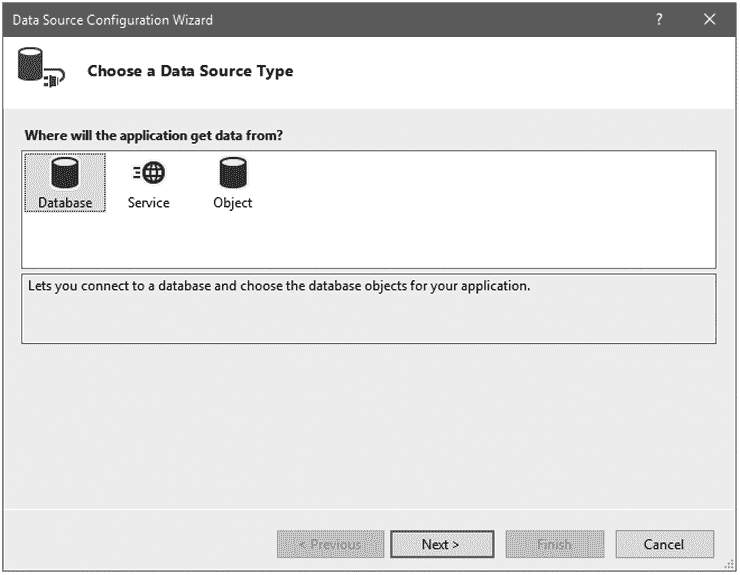 Data Source Configuration Wizard
?
Choose a Data Source Type
Where will the application get data from?
Database Service Object
Lets you connect to a database and choose the database objects for your application.
< Previous Next > Finish Cancel